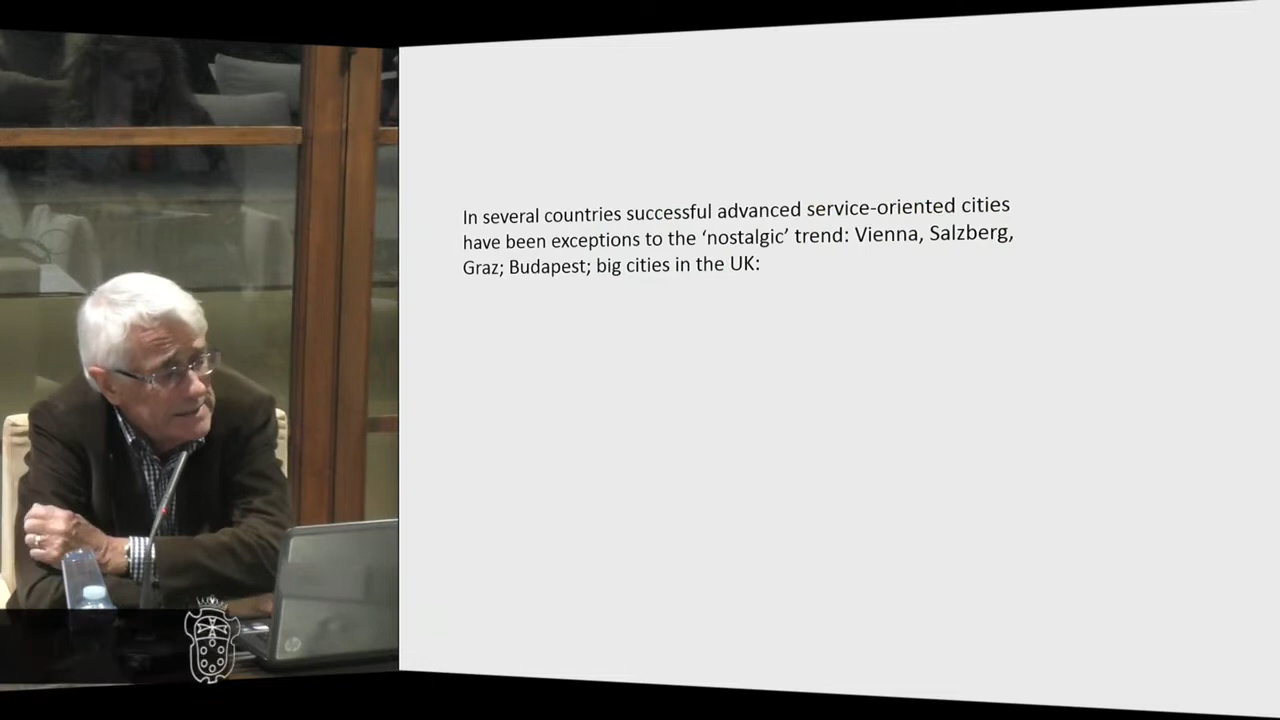 In several countries successful advanced service-oriented cities
have been exceptions to the ‘nostalgic’ trend: Vienna, Salzberg,
Graz; Budapest; big cities in the UK:
hp